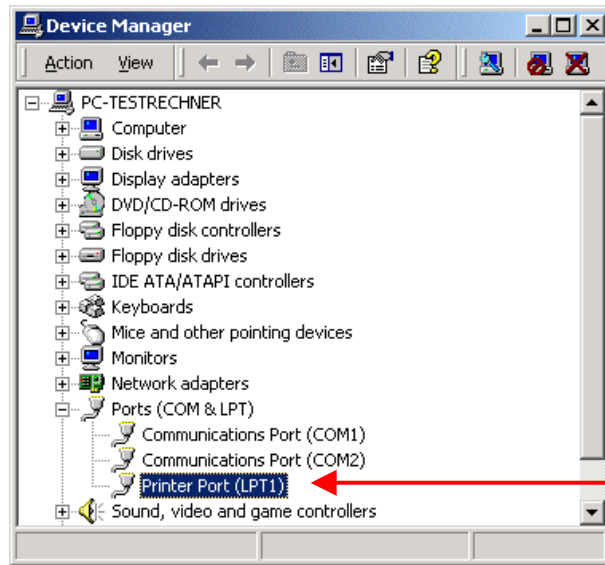 Device Manager
Action View
PC-TESTRECHNER
Computer
Disk drives
Display adapters
DVD/CD-ROM drives
Floppy disk controllers
Floppy disk drives
IDE ATA/ATAPI controllers
Keyboards
Mice and other pointing devices
Monitors
Network adapters
Ports (COM & LPT)
Communications Port (COM1)
Communications Port (COM2)
Printer Port (LPT1)
Sound, video and game controllers